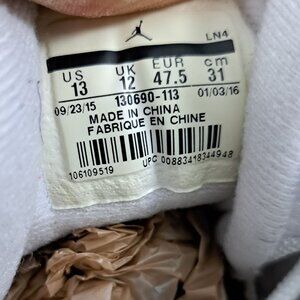 LN4
US UK EUR cm
13 12 47.5 31
09/23/15 130690-113 01/03/16
MADE IN CHINA
FABRIQUE EN CHINE
106109519 UPC 00883418344948